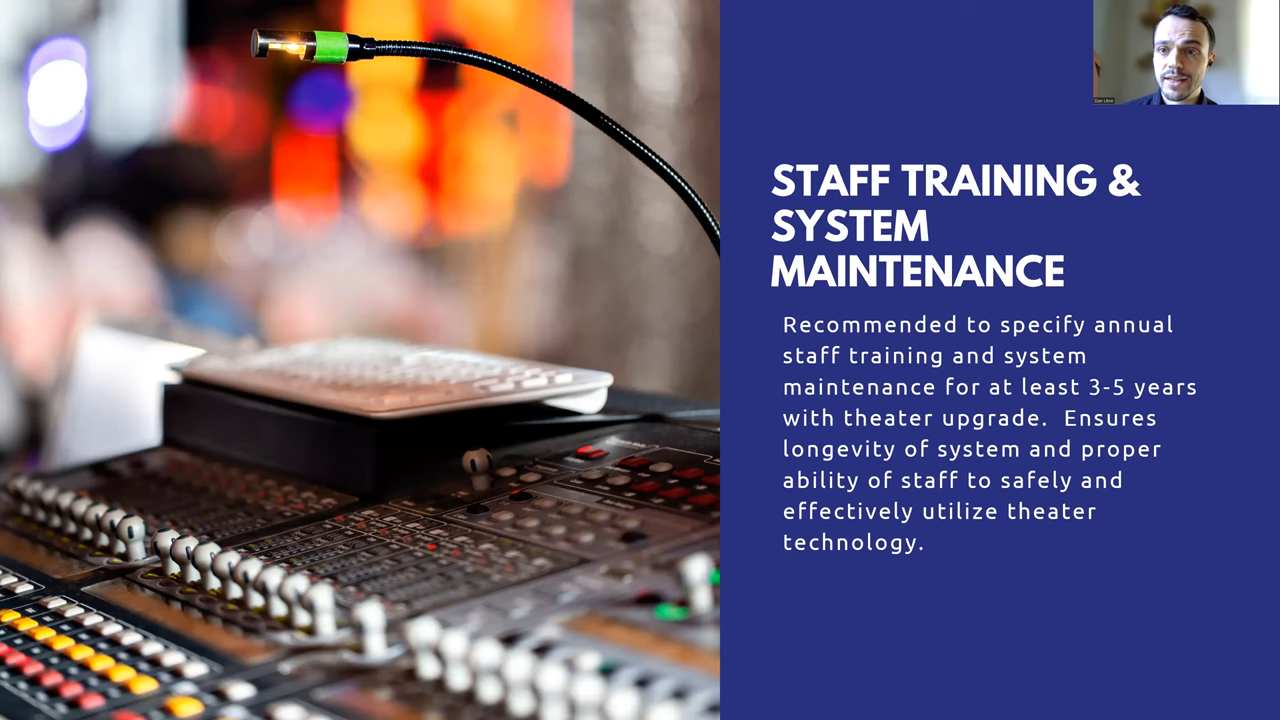 Dan Litvin
STAFF TRAINING &
SYSTEM
MAINTENANCE
Recommended to specify annual
staff training and system
maintenance for at least 3-5 years
with theater upgrade.  Ensures
longevity of system and proper
ability of staff to safely and
effectively utilize theater
technology.